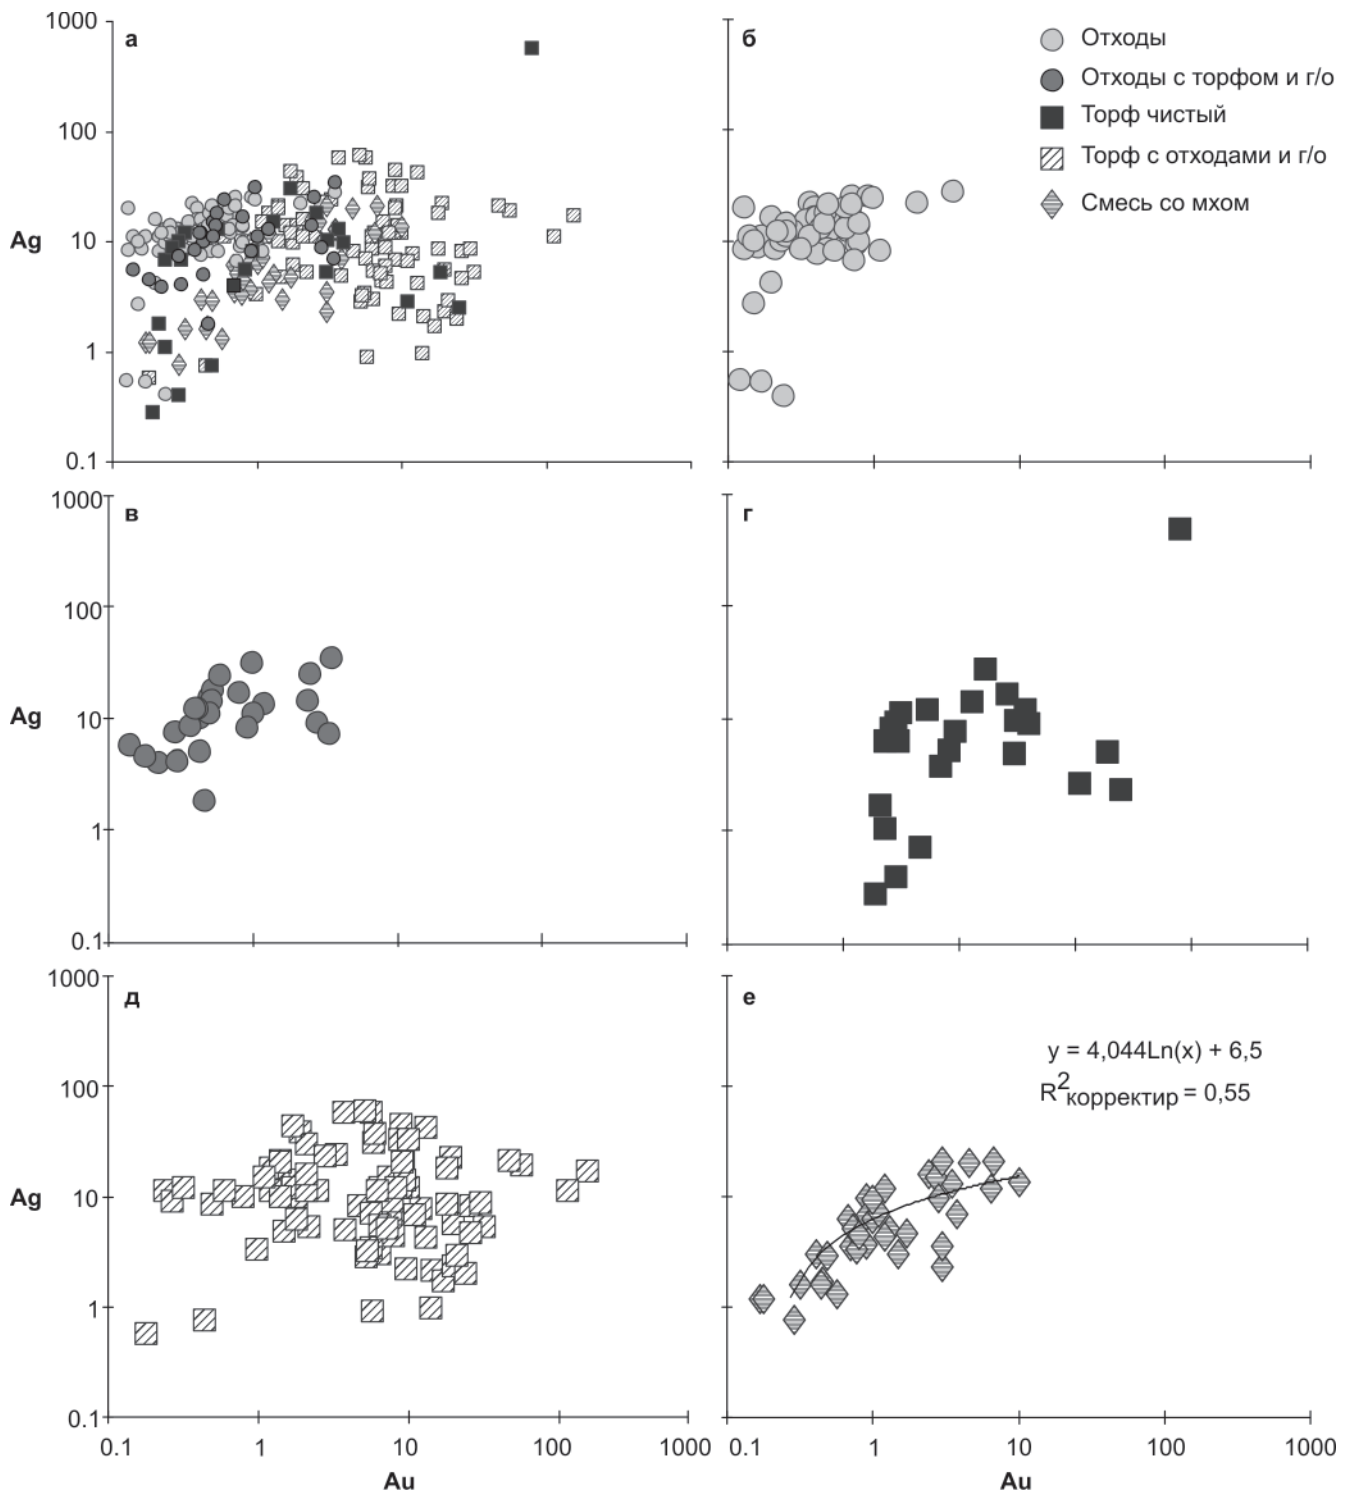 1000
100
Ag
10
1
0.1
а
б
Отходы
Отходы с торфом и г/о
Торф чистый
Торф с отходами и г/о
Смесь со мхом
1000
100
Ag
10
1
0.1
в
г
1000
100
Ag
10
1
0.1
д
е
y = 4,044Ln(x) + 6,5
R2корректир = 0,55
0.1 1 10 100 1000
Au
0.1 1 10 100 1000
Au